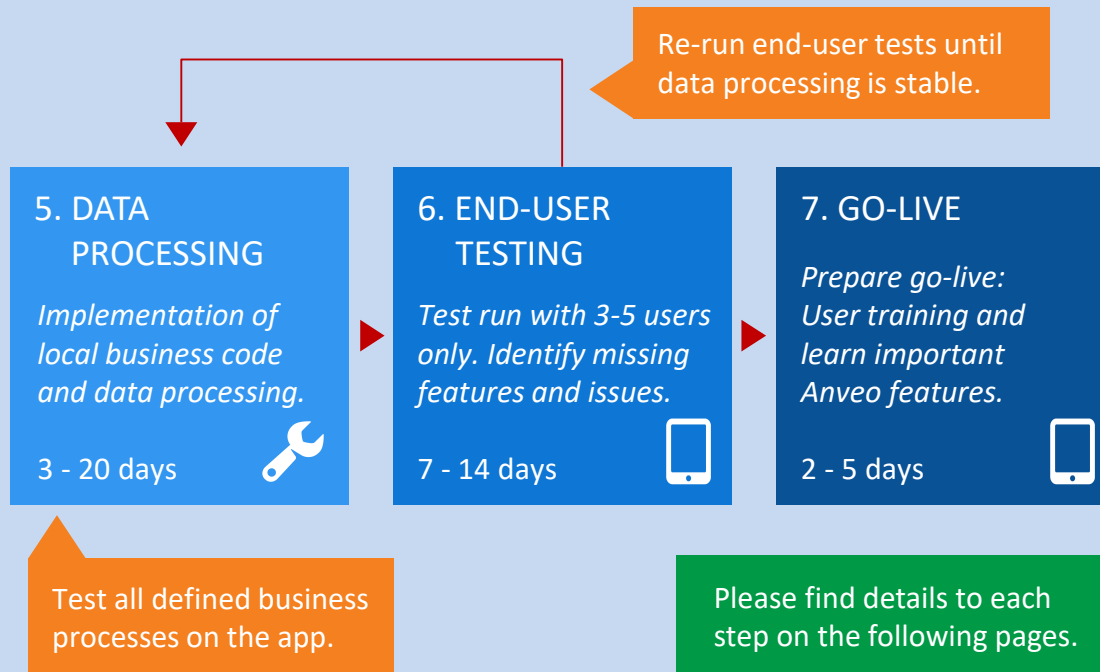 Re-run end-user tests until
data processing is stable.
5. DATA
PROCESSING
Implementation of
local business code
and data processing.
3 - 20 days
6. END-USER
TESTING
Test run with 3-5 users
only. Identify missing
features and issues.
7 - 14 days
7. GO-LIVE
Prepare go-live:
User training and
learn important
Anveo features.
2 - 5 days
Test all defined business
processes on the app.
Please find details to each
step on the following pages.